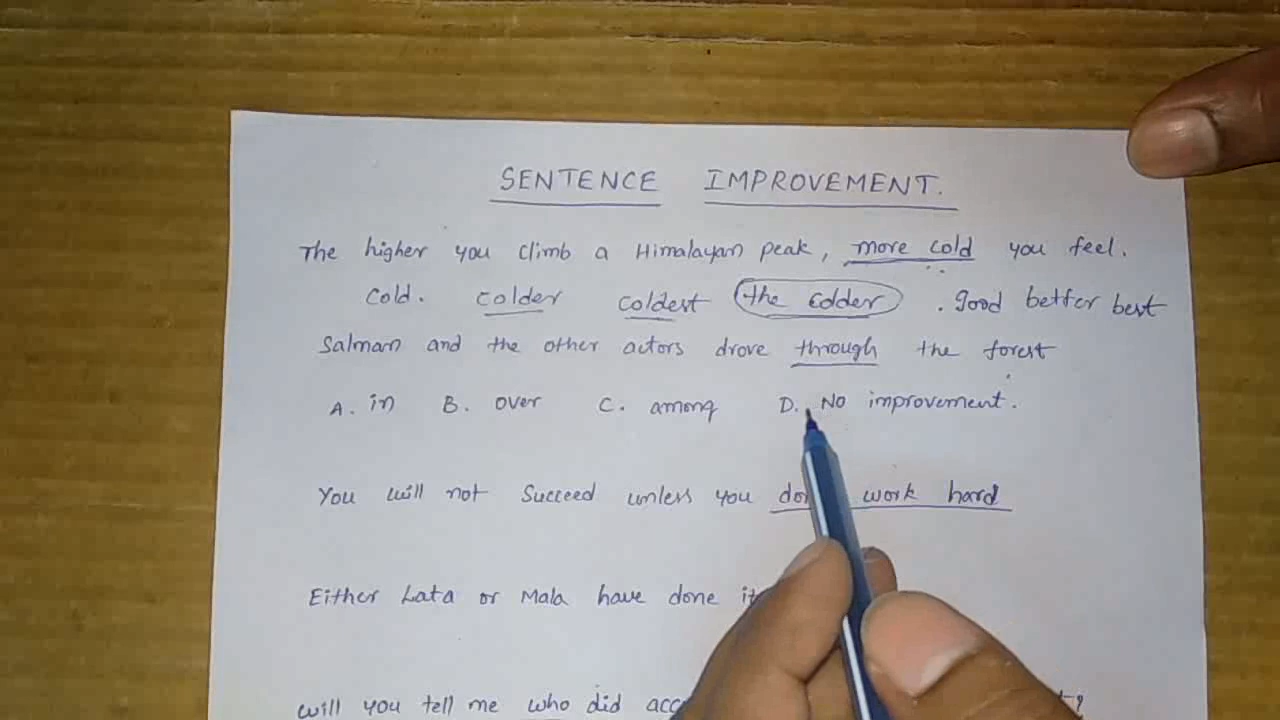 SENTENCE IMPROVEMENT.
The higher you climb a Himalayan peak, more cold you feel.
Cold. colder coldest the colder . good better best
Salman and the other actors drove through the forest
A. in B. over C. among D. No improvement.
You will not succeed unless you work hard
Either Lata or Mala have done
will you tell me who did